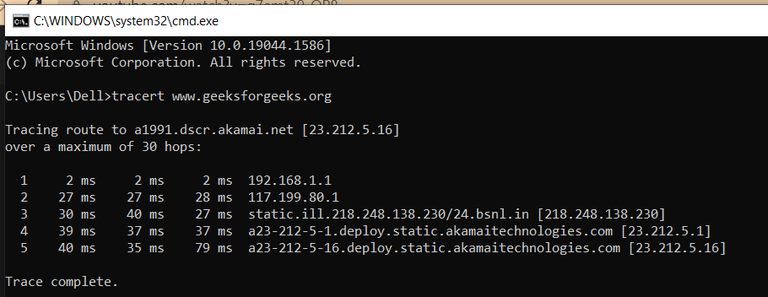 C:\WINDOWS\system32\cmd.exe
Microsoft Windows [Version 10.0.19044.1586]
(c) Microsoft Corporation. All rights reserved.
C:\Users\Dell>tracert www.geeksforgeeks.org
Tracing route to a1991.dscr.akamai.net [23.212.5.16]
over a maximum of 30 hops:
1 2 ms 2 ms 2 ms 192.168.1.1
2 27 ms 27 ms 28 ms 117.199.80.1
3 30 ms 40 ms 27 ms static.ill.218.248.138.230/24.bsnl.in [218.248.138.230]
4 39 ms 37 ms 37 ms a23-212-5-1.deploy.static.akamaitechnologies.com [23.212.5.1]
5 40 ms 35 ms 79 ms a23-212-5-16.deploy.static.akamaitechnologies.com [23.212.5.16]
Trace complete.